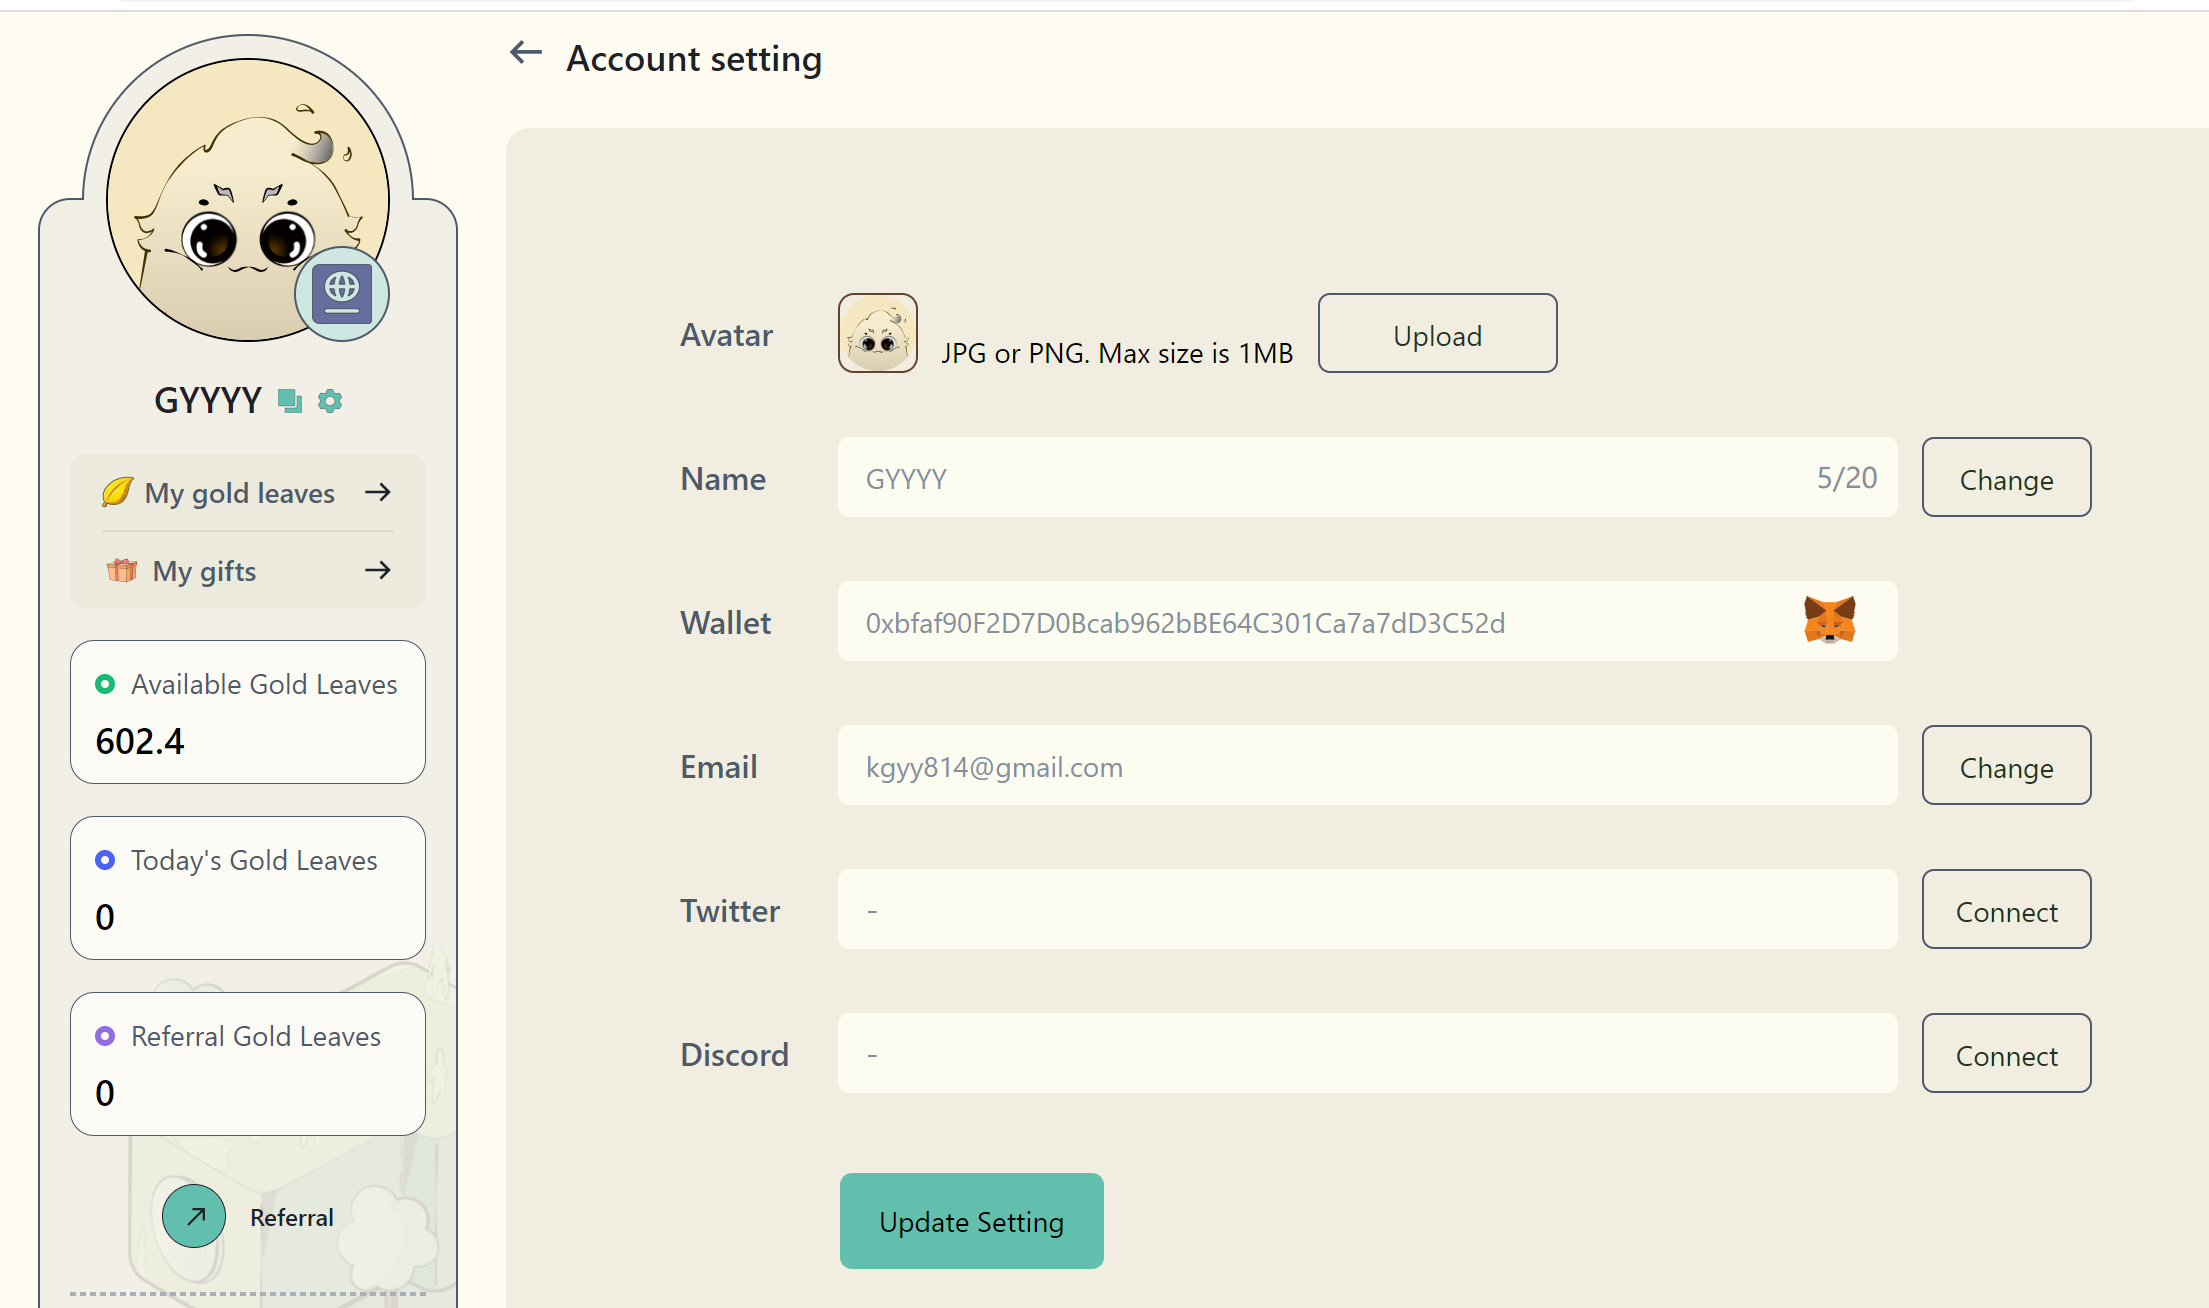 Account setting
GYYYY
My gold leaves
My gifts
Available Gold Leaves
602.4
Today's Gold Leaves
0
Referral Gold Leaves
0
Referral
Avatar
JPG or PNG. Max size is 1MB
Upload
Name
GYYYY
5/20
Change
Wallet
0xbfaf90F2D7D0Bcab962bBE64C301Ca7a7dD3C52d
Email
kgyy814@gmail.com
Change
Twitter
-
Connect
Discord
-
Connect
Update Setting